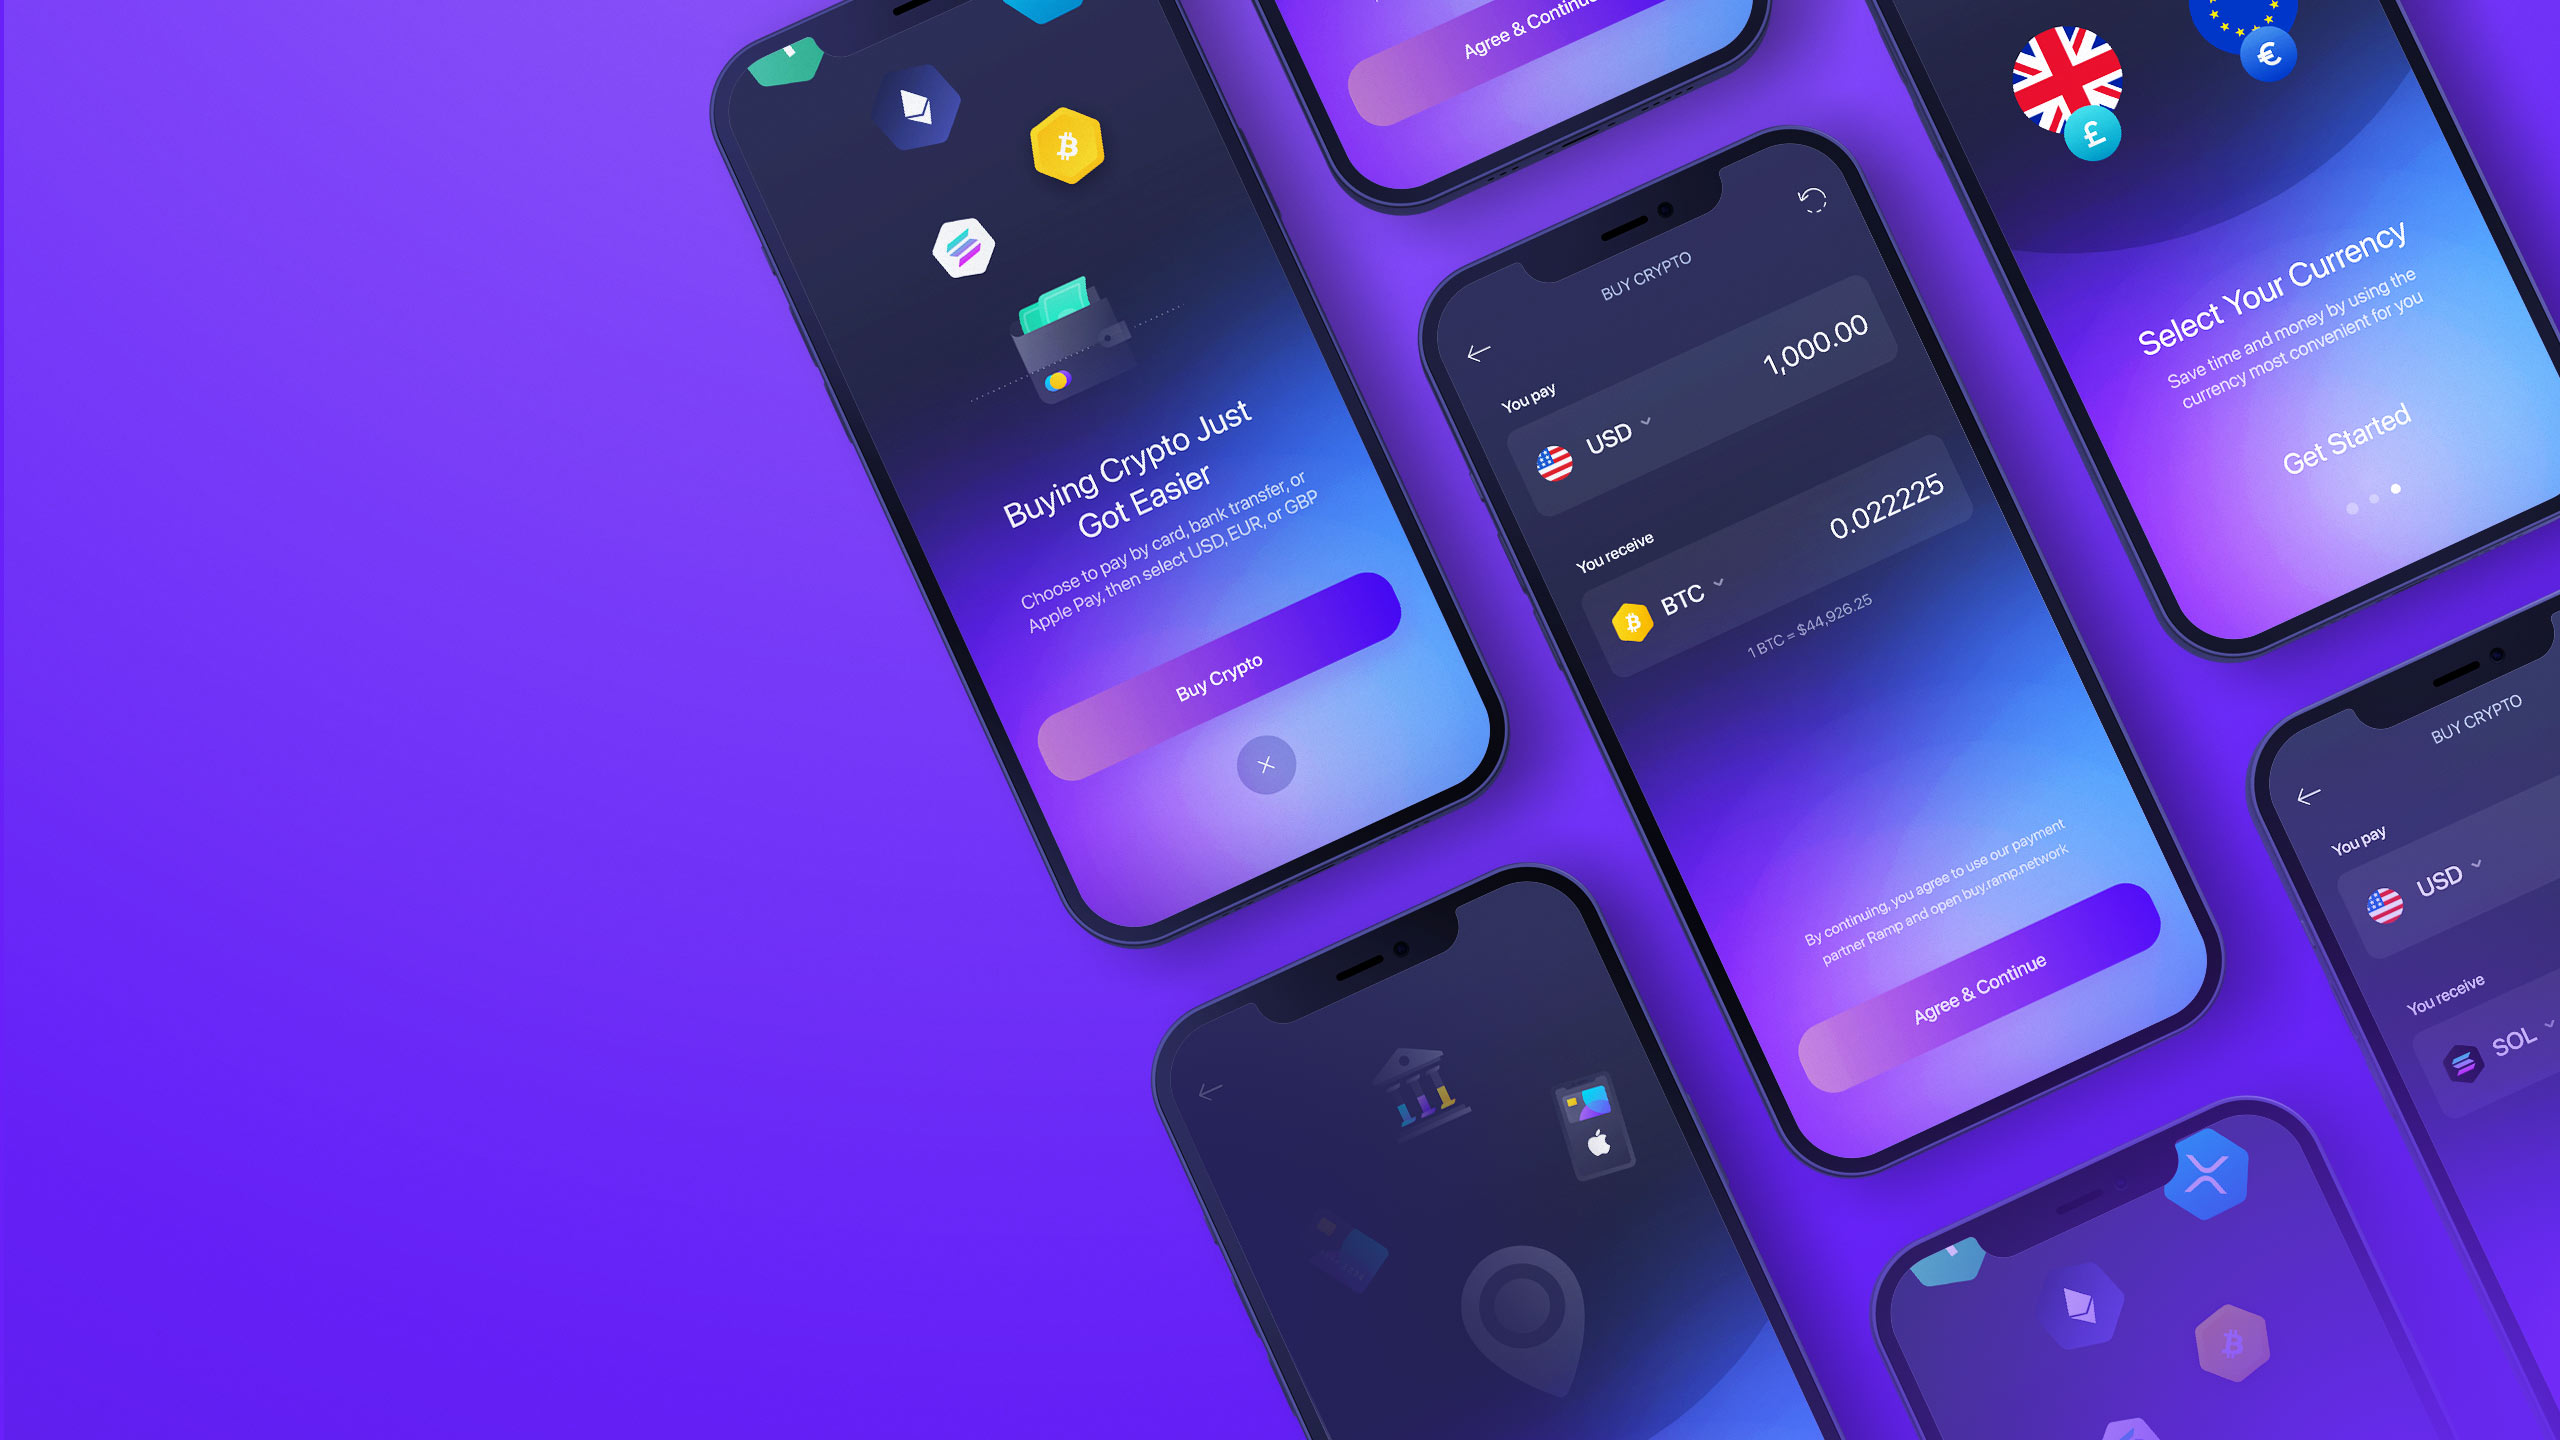 Buying Crypto Just
Got Easier
Choose to pay by card, bank transfer, or
Apple Pay, then select USD, EUR, or GBP
Buy Crypto
Agree & Continue
BUY CRYPTO
You pay
USD
1,000.00
You receive
BTC
0.022225
1 BTC = $44,926.25
By continuing, you agree to use our payment
partner Ramp and open buy.ramp.network
Agree & Continue
£
€
Select Your Currency
Save time and money by using the
currency most convenient for you
Get Started
BUY CRYPTO
You pay
USD
You receive
SOL